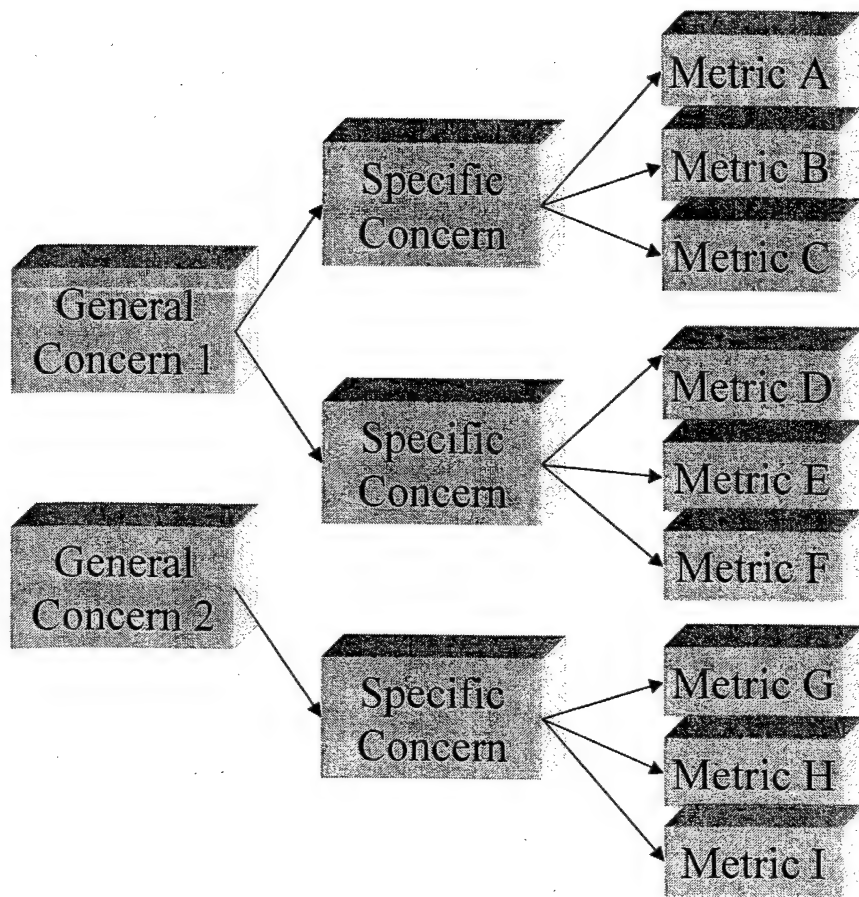 General
Concern 1
General
Concern 2
Specific
Concern
Specific
Concern
Specific
Concern
Metric A
Metric B
Metric C
Metric D
Metric E
Metric F
Metric G
Metric H
Metric I